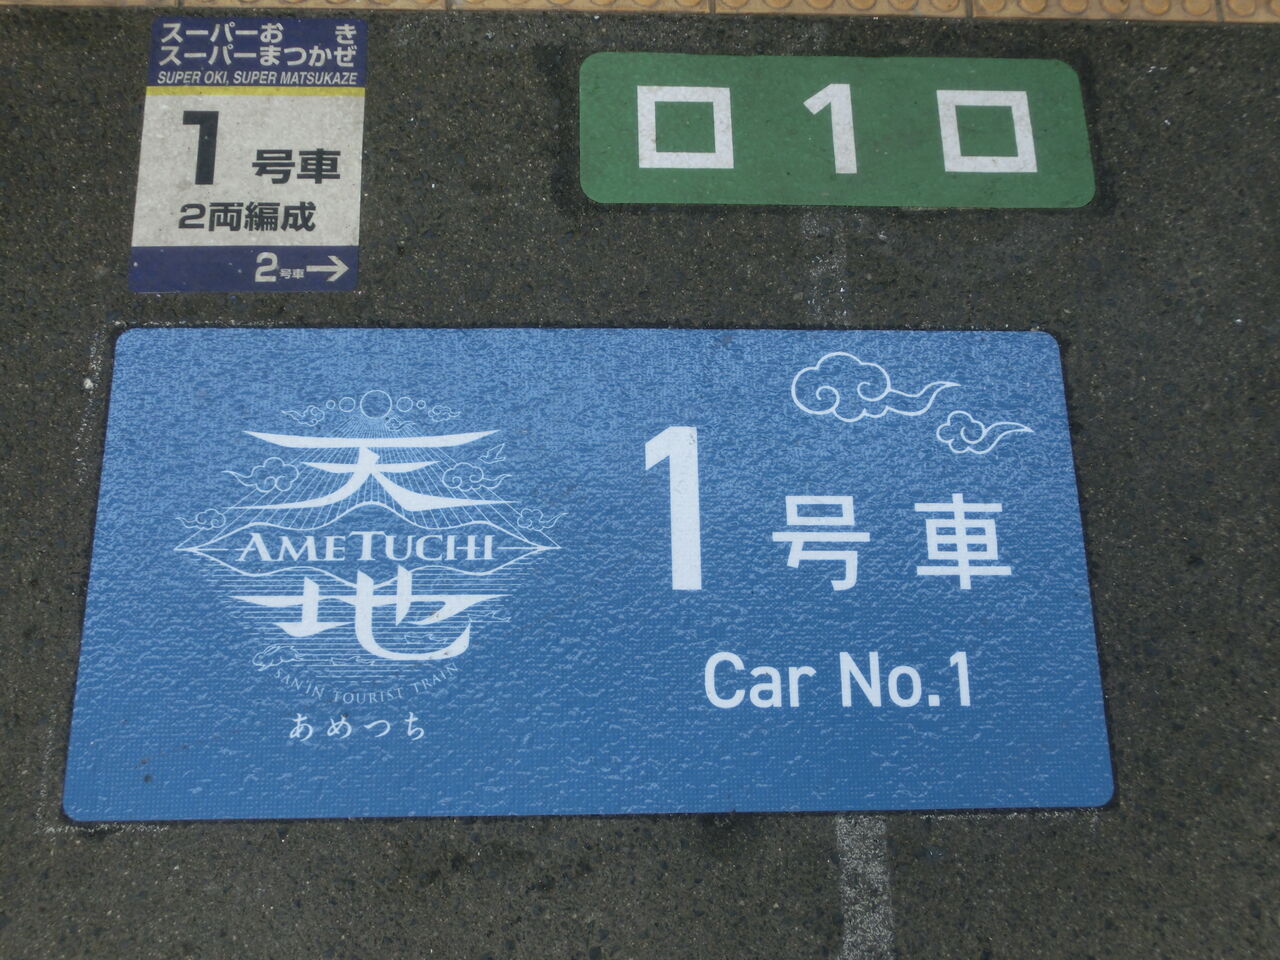 スーパーおき
スーパーまつかぜ
SUPER OKI, SUPER MATSUKAZE
1号車
2両編成
2号車→
□ 1 □
天
AMETUCHI
地
SAN'IN TOURIST TRAIN
あめつち
1号車
Car No.1